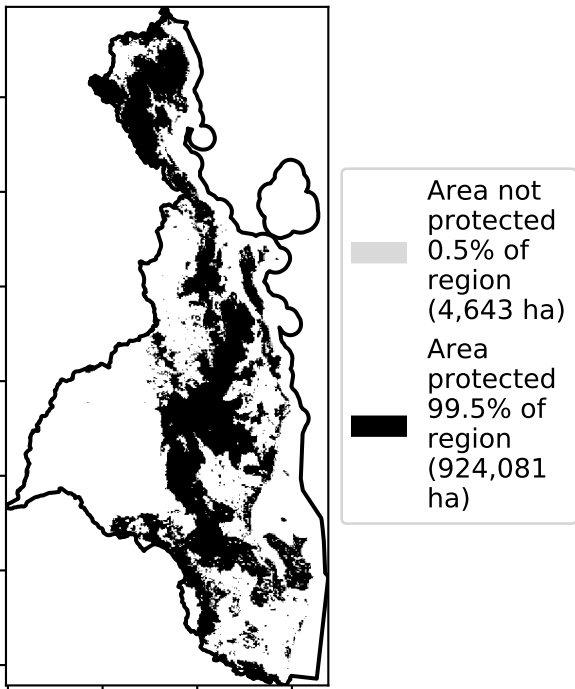 Area not
protected
0.5% of
region
(4,643 ha)
Area
protected
99.5% of
region
(924,081
ha)